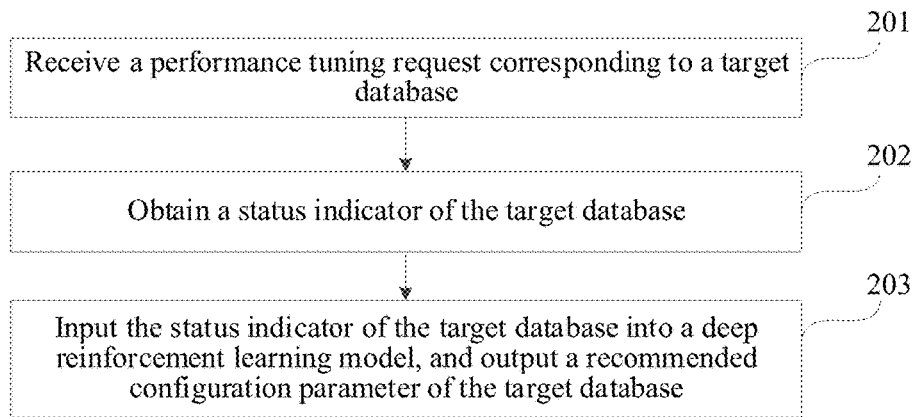 201
Receive a performance tuning request corresponding to a target
database
202
Obtain a status indicator of the target database
203
Input the status indicator of the target database into a deep
reinforcement learning model, and output a recommended
configuration parameter of the target database